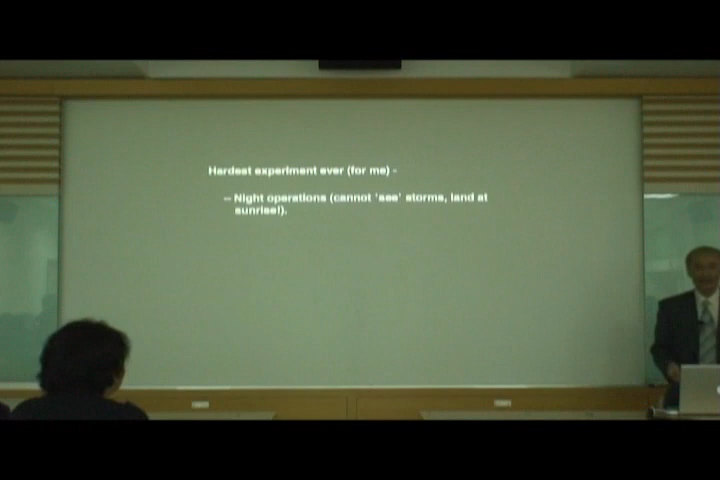 Hardest experiment ever (for me) -
– Night operations (cannot 'see' storms, land at
sunrise!).